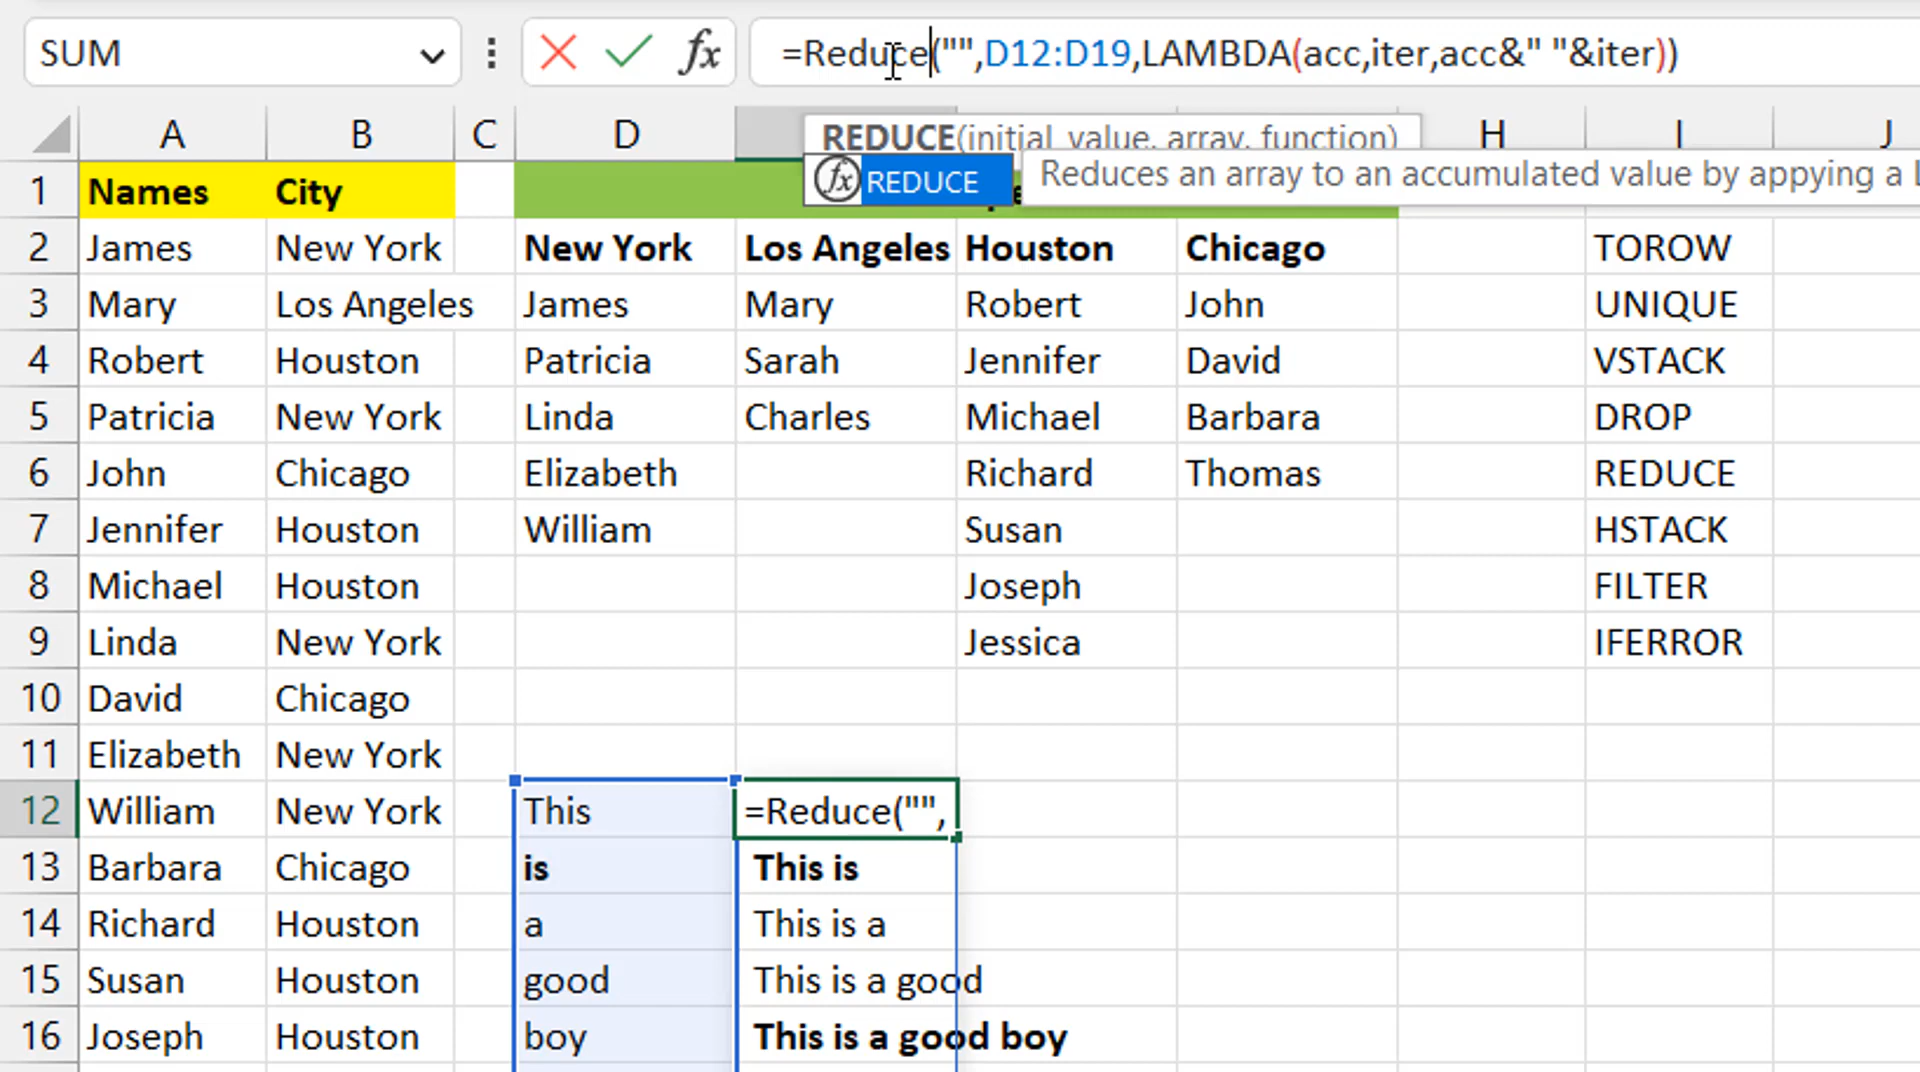 SUM =Reduce("",D12:D19,LAMBDA(acc,iter,acc&" "&iter))
A B C D H I J
REDUCE(initial_value, array, function)
REDUCE Reduces an array to an accumulated value by appying a
1 Names City
2 James New York New York Los Angeles Houston Chicago TOROW
3 Mary Los Angeles James Mary Robert John UNIQUE
4 Robert Houston Patricia Sarah Jennifer David VSTACK
5 Patricia New York Linda Charles Michael Barbara DROP
6 John Chicago Elizabeth Richard Thomas REDUCE
7 Jennifer Houston William Susan HSTACK
8 Michael Houston Joseph FILTER
9 Linda New York Jessica IFERROR
10 David Chicago
11 Elizabeth New York
12 William New York This =Reduce("",
13 Barbara Chicago is This is
14 Richard Houston a This is a
15 Susan Houston good This is a good
16 Joseph Houston boy This is a good boy